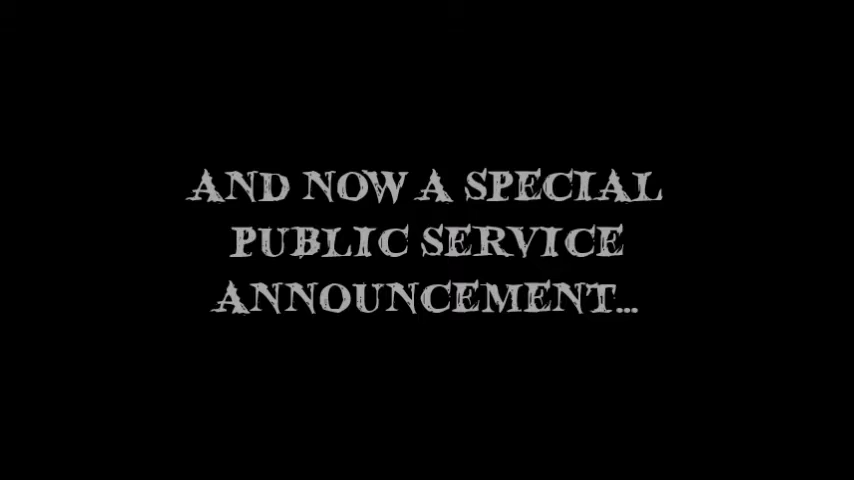 AND NOW A SPECIAL
PUBLIC SERVICE
ANNOUNCEMENT...